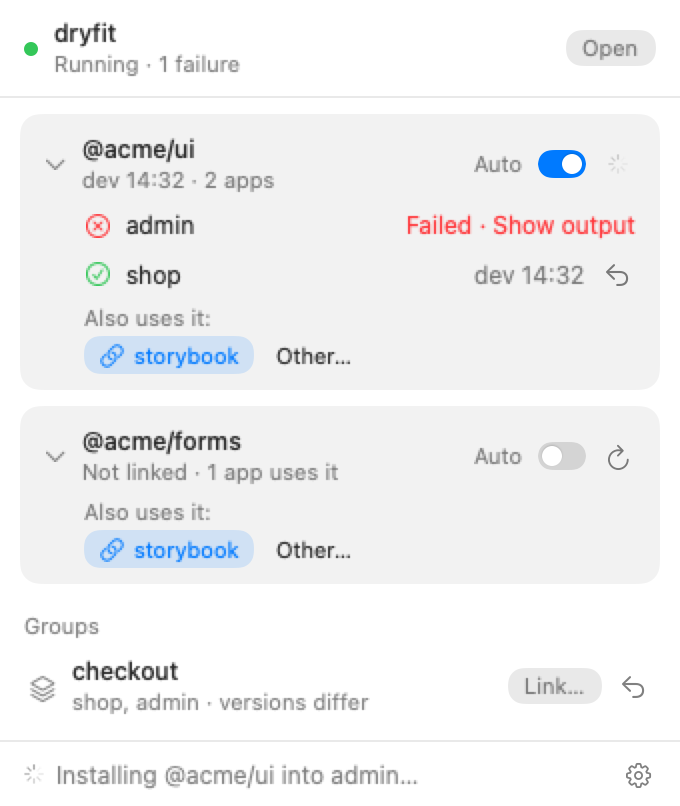 dryfit
Running · 1 failure
Open
@acme/ui
dev 14:32 · 2 apps
Auto
admin
Failed · Show output
shop
dev 14:32
Also uses it:
storybook
Other...
@acme/forms
Not linked · 1 app uses it
Auto
Also uses it:
storybook
Other...
Groups
checkout
shop, admin · versions differ
Link...
Installing @acme/ui into admin...